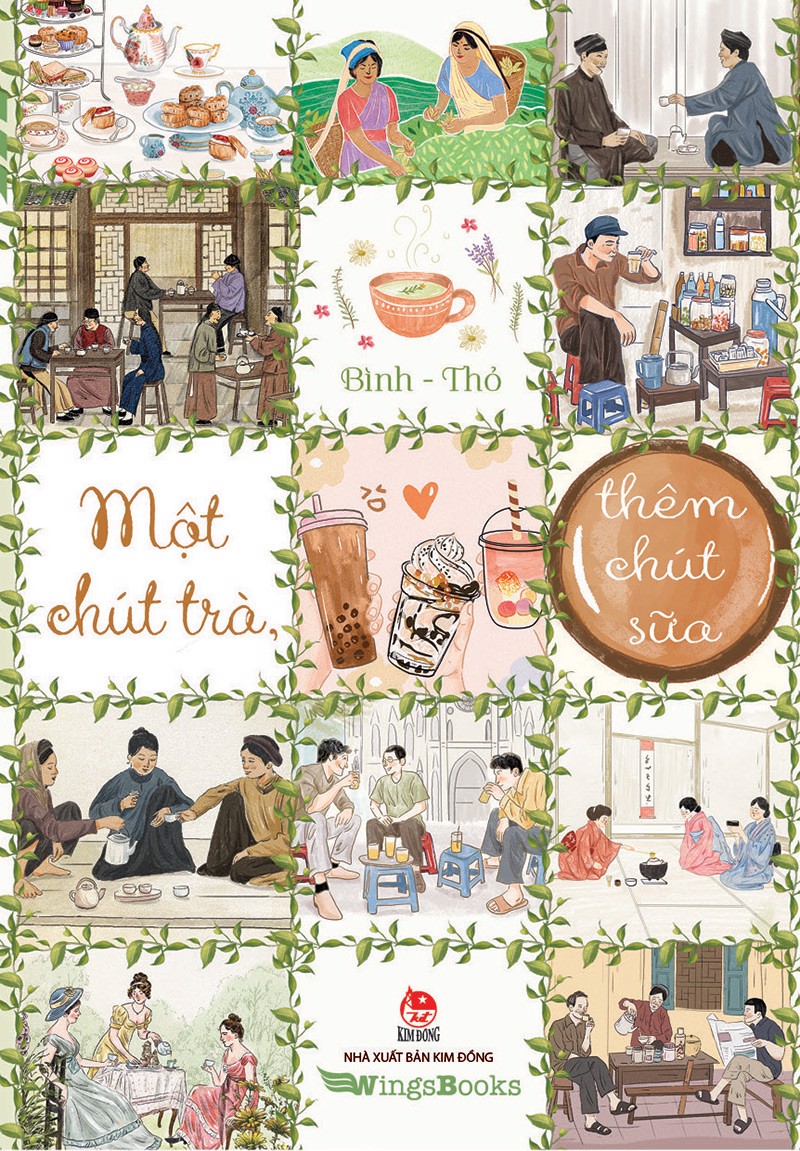 Bình - Thỏ
Một
chút trà,
thêm
chút
sữa
KIM ĐỒNG
NHÀ XUẤT BẢN KIM ĐỒNG
WingsBooks